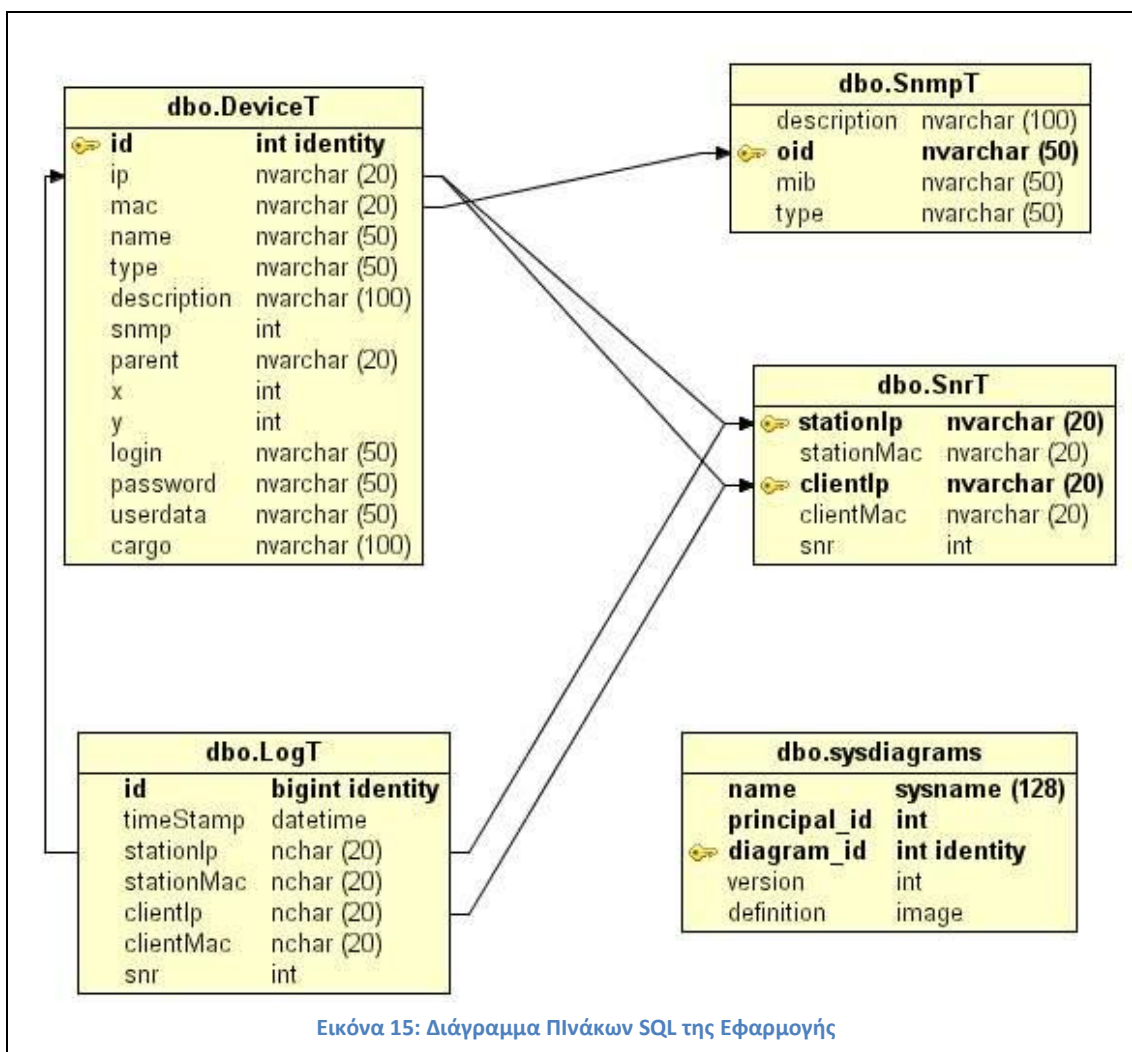 dbo.DeviceT
id int identity
ip nvarchar (20)
mac nvarchar (20)
name nvarchar (50)
type nvarchar (50)
description nvarchar (100)
snmp int
parent nvarchar (20)
x int
y int
login nvarchar (50)
password nvarchar (50)
userdata nvarchar (50)
cargo nvarchar (100)
dbo.SnmpT
description nvarchar (100)
oid nvarchar (50)
mib nvarchar (50)
type nvarchar (50)
dbo.SnrT
stationIp nvarchar (20)
stationMac nvarchar (20)
clientIp nvarchar (20)
clientMac nvarchar (20)
snr int
dbo.LogT
id bigint identity
timeStamp datetime
stationIp nchar (20)
stationMac nchar (20)
clientIp nchar (20)
clientMac nchar (20)
snr int
dbo.sysdiagrams
name sysname (128)
principal_id int
diagram_id int identity
version int
definition image
Εικόνα 15: Διάγραμμα ΠΙνάκων SQL της Εφαρμογής